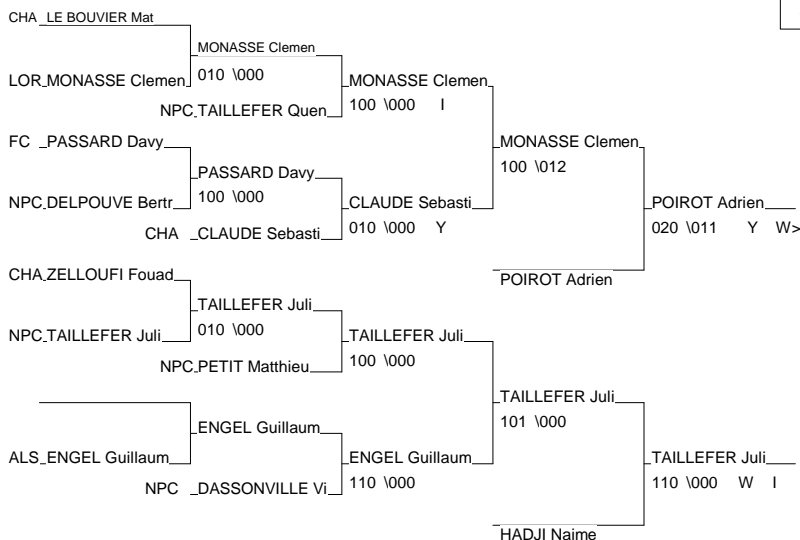 CHA LE BOUVIER Mat
MONASSE Clemen
LOR MONASSE Clemen 010 \000 MONASSE Clemen
NPC TAILLEFER Quen 100 \000 I
FC PASSARD Davy MONASSE Clemen
100 \012
PASSARD Davy
NPC DELPOUVE Bertr 100 \000 CLAUDE Sebasti POIROT Adrien
CHA CLAUDE Sebasti 010 \000 Y 020 \011 Y W>
CHA ZELLOUFI Fouad POIROT Adrien
TAILLEFER Juli
NPC TAILLEFER Juli 010 \000 TAILLEFER Juli
NPC PETIT Matthieu 100 \000
TAILLEFER Juli
101 \000
ENGEL Guillaum
ALS ENGEL Guillaum ENGEL Guillaum TAILLEFER Juli
NPC DASSONVILLE Vi 110 \000 110 \000 W I
HADJI Naime